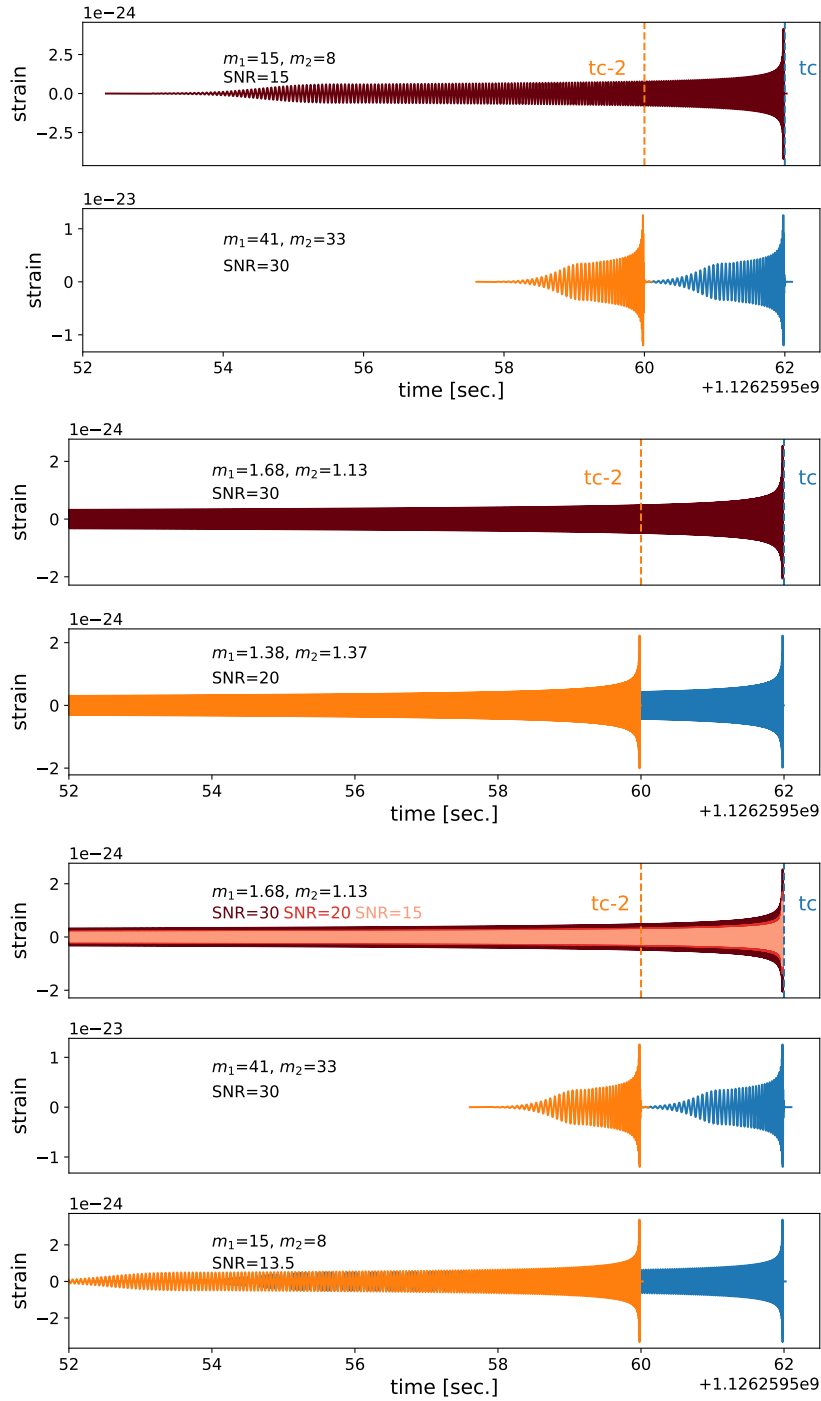 1e−24
m₁=15, m₂=8
SNR=15
tc-2
tc
strain
2.5
0.0
−2.5
1e−23
m₁=41, m₂=33
SNR=30
strain
1
0
−1
52 54 56 58 60 62
time [sec.]
+1.1262595e9
1e−24
m₁=1.68, m₂=1.13
SNR=30
tc-2
tc
strain
2
0
−2
1e−24
m₁=1.38, m₂=1.37
SNR=20
strain
2
0
−2
52 54 56 58 60 62
time [sec.]
+1.1262595e9
1e−24
m₁=1.68, m₂=1.13
SNR=30 SNR=20 SNR=15
tc-2
tc
strain
2
0
−2
1e−23
m₁=41, m₂=33
SNR=30
strain
1
0
−1
1e−24
m₁=15, m₂=8
SNR=13.5
strain
2
0
−2
52 54 56 58 60 62
time [sec.]
+1.1262595e9